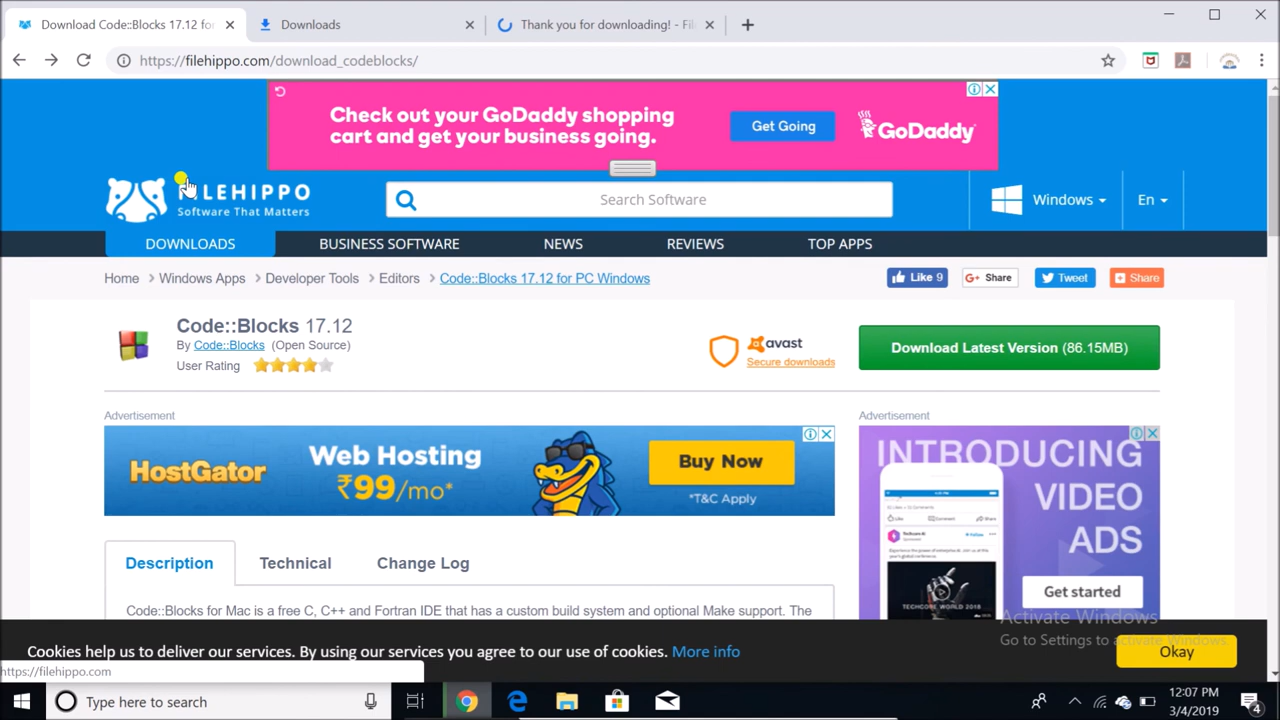 Download Code::Blocks 17.12 fo
Downloads
Thank you for downloading! - File
https://filehippo.com/download_codeblocks/
Check out your GoDaddy shopping
cart and get your business going.
Get Going
GoDaddy
FILEHIPPO
Software That Matters
Search Software
Windows
En
DOWNLOADS
BUSINESS SOFTWARE
NEWS
REVIEWS
TOP APPS
Home
Windows Apps
Developer Tools
Editors
Code::Blocks 17.12 for PC Windows
Like 9
G+ Share
Tweet
Share
Code::Blocks 17.12
By Code::Blocks (Open Source)
User Rating
avast
Secure downloads
Download Latest Version (86.15MB)
Advertisement
Advertisement
HostGator
Web Hosting
₹99/mo*
Buy Now
*T&C Apply
INTRODUCING
VIDEO
ADS
TECHCORE WORLD 2018
Get started
Description
Technical
Change Log
Code::Blocks for Mac is a free C, C++ and Fortran IDE that has a custom build system and optional Make support. The
Activate Windows
Go to Settings to activate Windows.
Cookies help us to deliver our services. By using our services you agree to our use of cookies. More info
Okay
https://filehippo.com
Type here to search
12:07 PM
3/4/2019
4